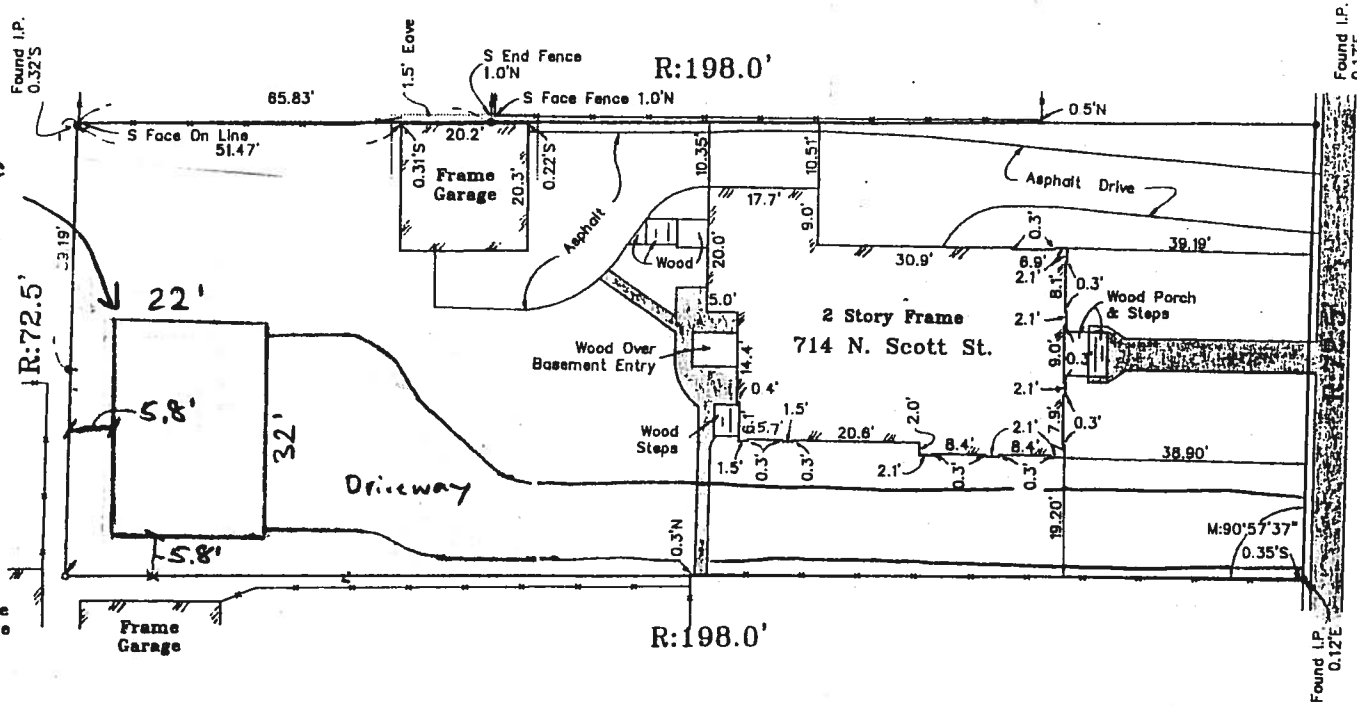 Found I.P.
0.32'S
1.5' Eave
S End Fence
1.0'N
R:198.0'
Found I.P.
65.83'
S Face Fence 1.0'N
0.5'N
S Face On Line
51.47'
20.2'
0.31'S
Frame
Garage
20.3'
0.22'S
Asphalt
10.35'
10.51'
Asphalt Drive
17.7'
9.0'
0.3'
39.19'
Wood
20.0'
30.9'
6.9'
2.1'
8.1'
0.3'
R:72.5'
22'
5.0'
2 Story Frame
714 N. Scott St.
2.1'
Wood Porch
& Steps
Wood Over
Basement Entry
14.4'
9.0'
0.3'
5.8'
32'
0.4'
2.1'
0.3'
Wood
Steps
6.1'
5.7'
1.5'
20.6'
2.0'
8.4'
2.1'
8.4'
7.9'
1.5'
0.3'
0.3'
2.1'
0.3'
0.3'
38.90'
Driveway
19.20'
M:90°57'37"
0.35'S
5.8'
0.3'N
Frame
Garage
R:198.0'
Found I.P.
0.12'E